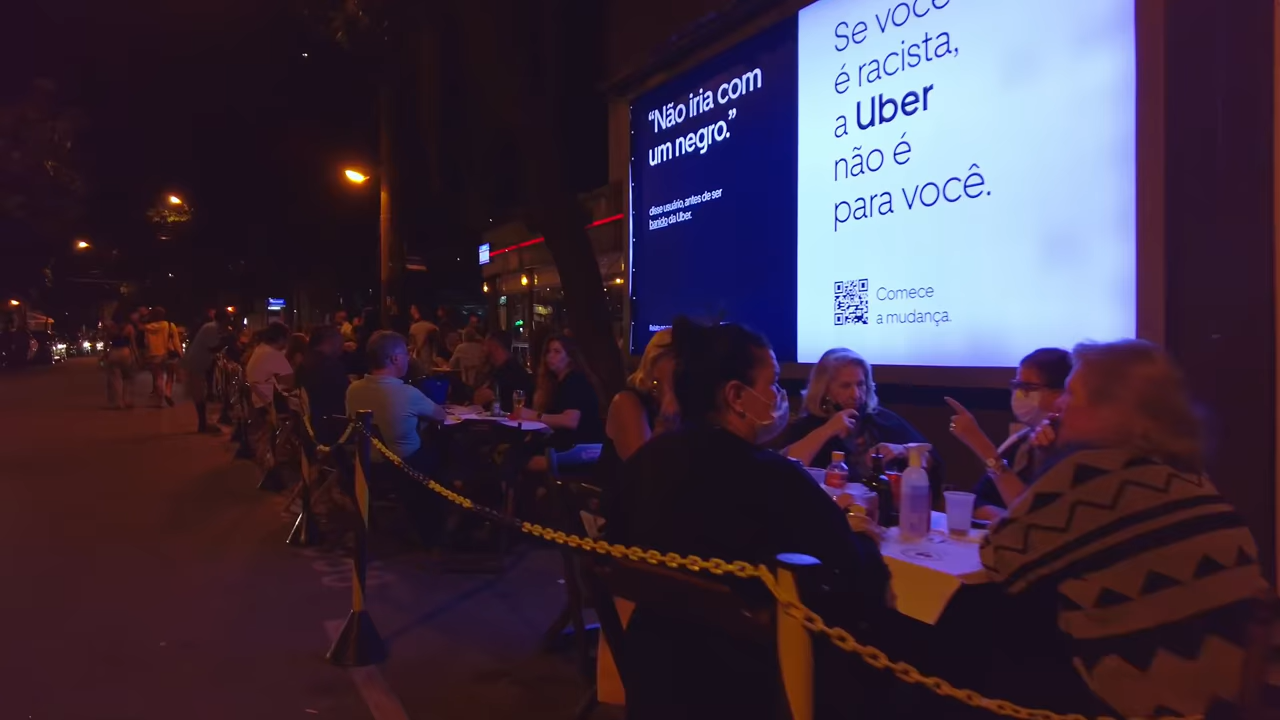 “Não iria com
um negro.”
disse usuário, antes de ser
banido da Uber.
Se você
é racista,
a Uber
não é
para você.
Comece
a mudança.